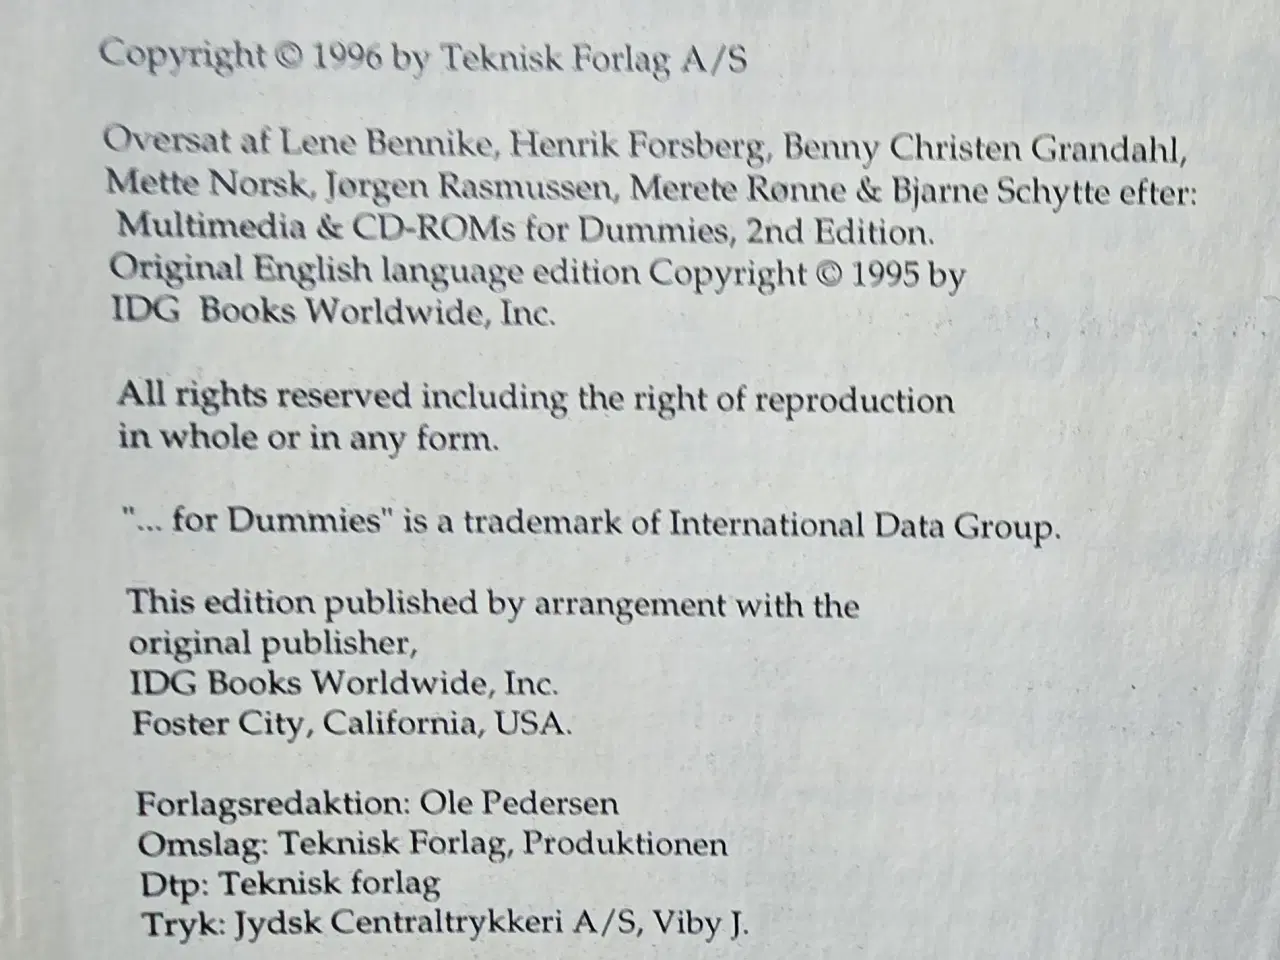 Copyright © 1996 by Teknisk Forlag A/S
Oversat af Lene Bennike, Henrik Forsberg, Benny Christen Grandahl,
Mette Norsk, Jørgen Rasmussen, Merete Rønne & Bjarne Schytte efter:
Multimedia & CD-ROMs for Dummies, 2nd Edition.
Original English language edition Copyright © 1995 by
IDG Books Worldwide, Inc.
All rights reserved including the right of reproduction
in whole or in any form.
"... for Dummies" is a trademark of International Data Group.
This edition published by arrangement with the
original publisher,
IDG Books Worldwide, Inc.
Foster City, California, USA.
Forlagsredaktion: Ole Pedersen
Omslag: Teknisk Forlag, Produktionen
Dtp: Teknisk forlag
Tryk: Jydsk Centraltrykkeri A/S, Viby J.